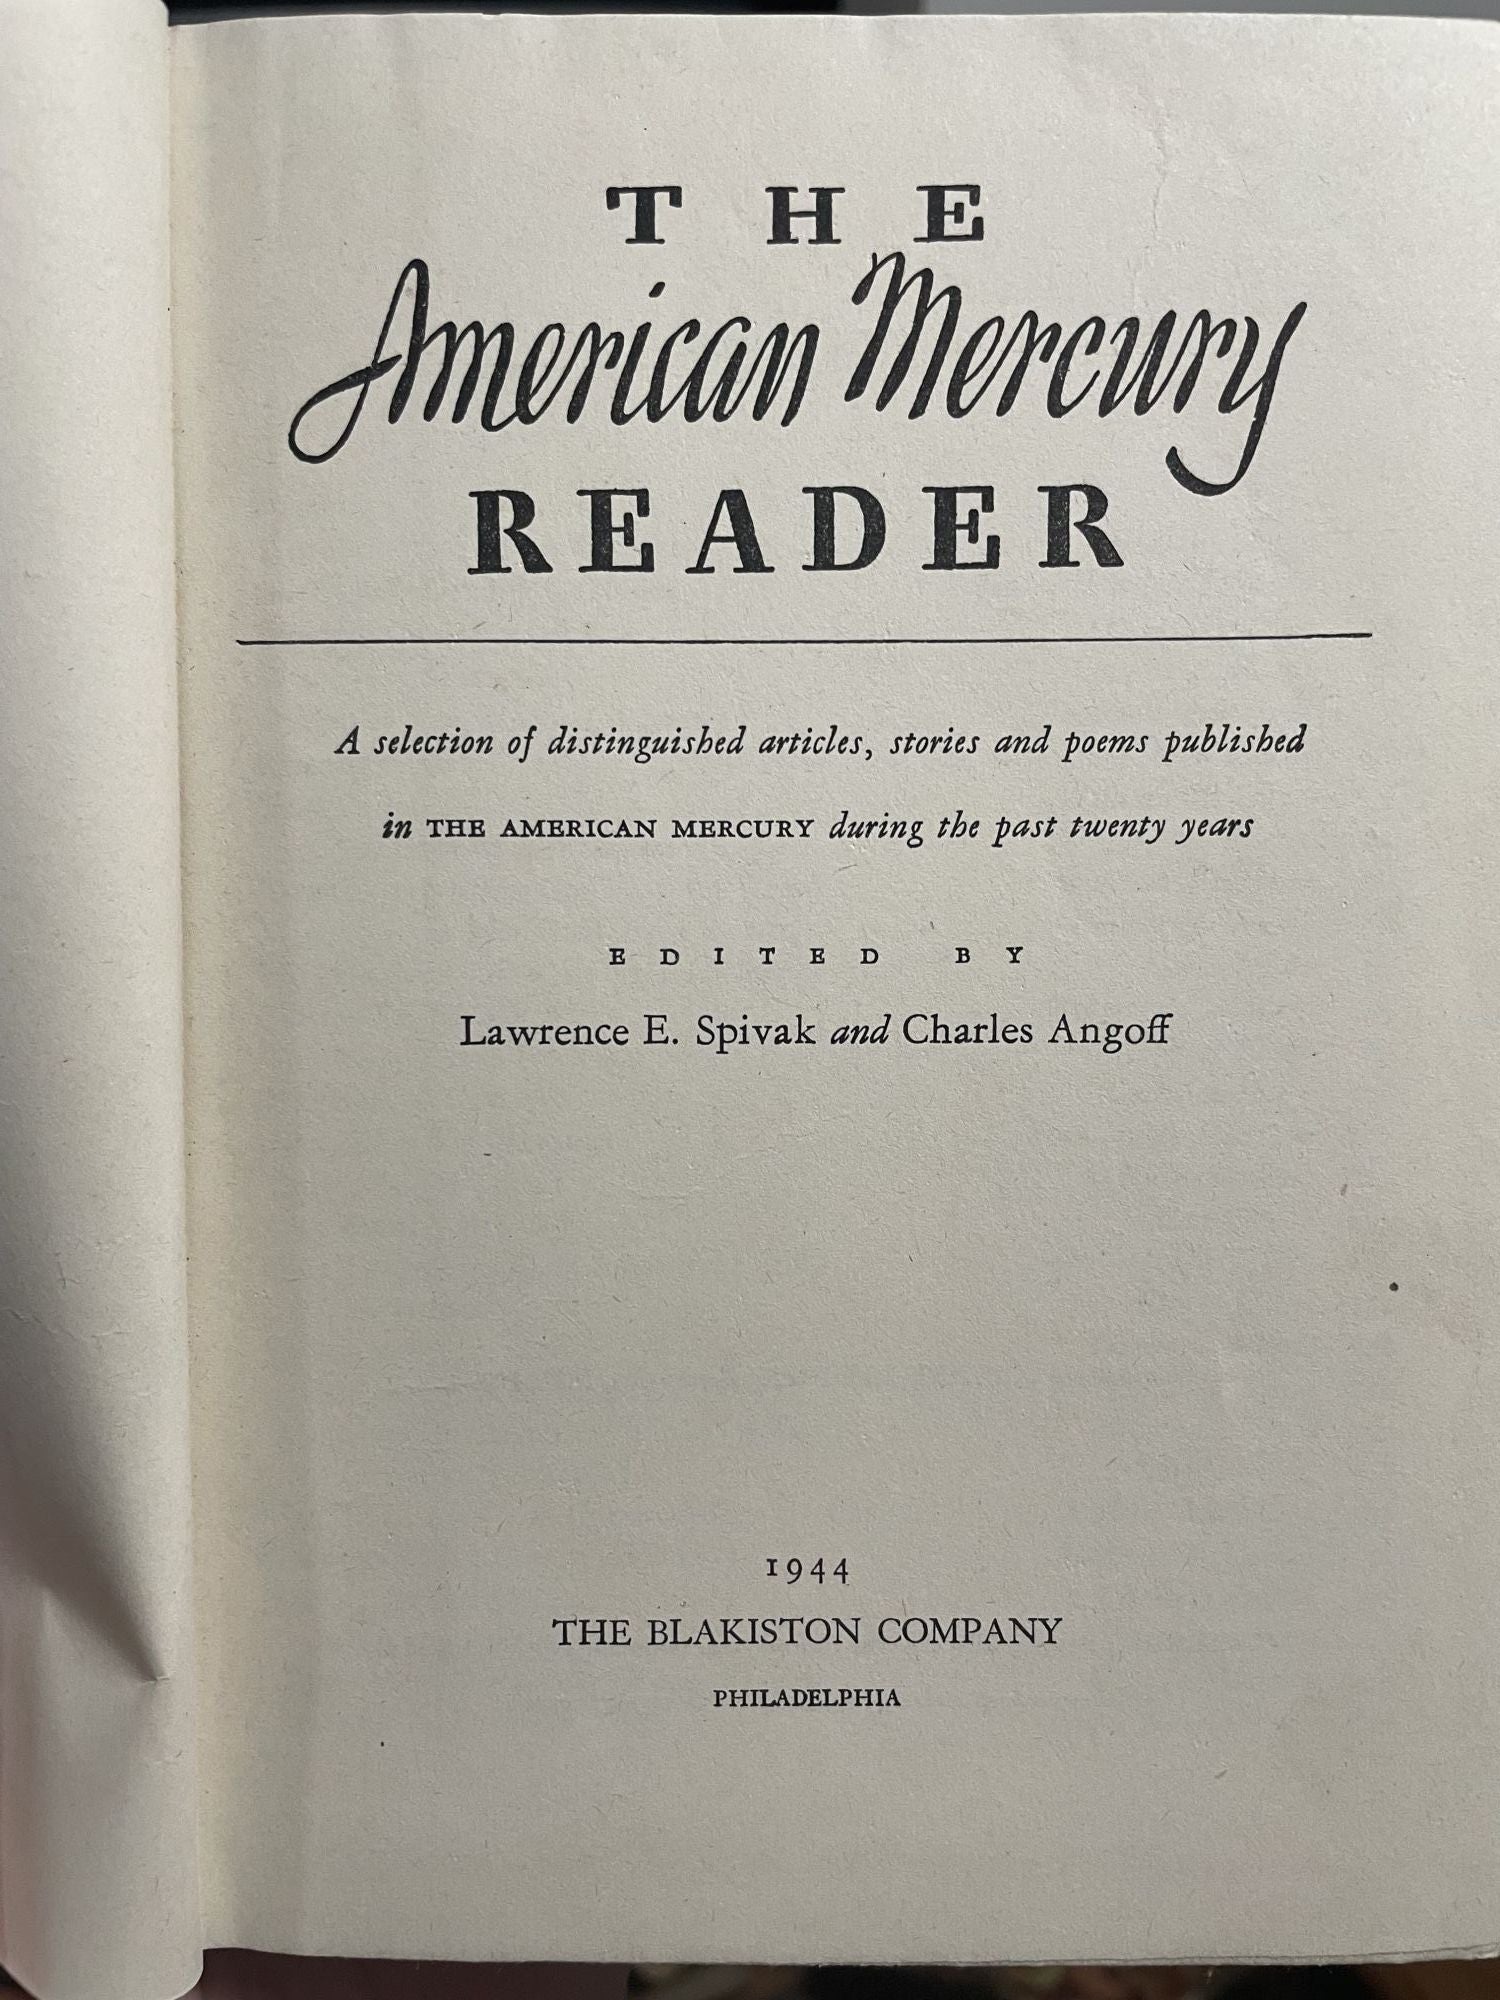 THE
American Mercury
READER
A selection of distinguished articles, stories and poems published
in THE AMERICAN MERCURY during the past twenty years
EDITED BY
Lawrence E. Spivak and Charles Angoff
1944
THE BLAKISTON COMPANY
PHILADELPHIA